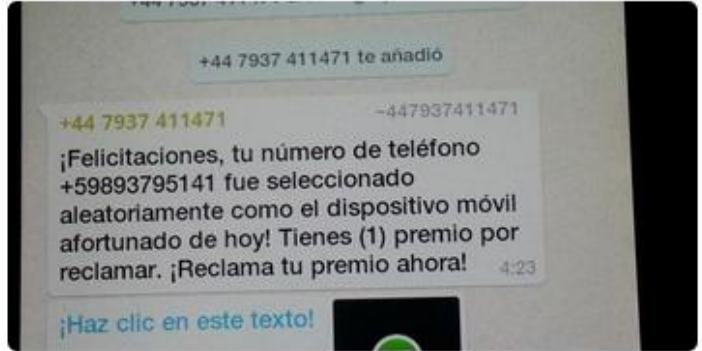 +44 7937 411471 te añadió
+44 7937 411471
~447937411471
¡Felicitaciones, tu número de teléfono
+59893795141 fue seleccionado
aleatoriamente como el dispositivo móvil
afortunado de hoy! Tienes (1) premio por
reclamar. ¡Reclama tu premio ahora!
4:23
¡Haz clic en este texto!